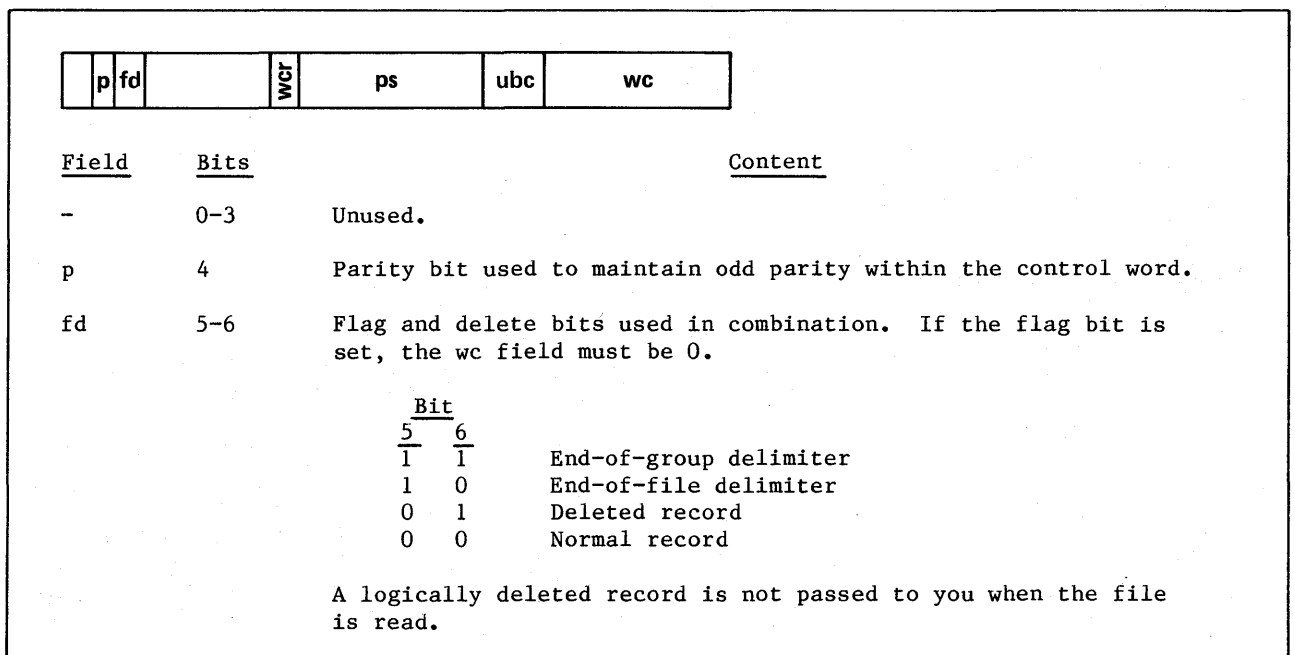 p fd wcr ps ubc wc
Field Bits Content
- 0-3 Unused.
p 4 Parity bit used to maintain odd parity within the control word.
fd 5-6 Flag and delete bits used in combination. If the flag bit is
set, the wc field must be 0.
Bit
5 6
1 1 End-of-group delimiter
1 0 End-of-file delimiter
0 1 Deleted record
0 0 Normal record
A logically deleted record is not passed to you when the file
is read.